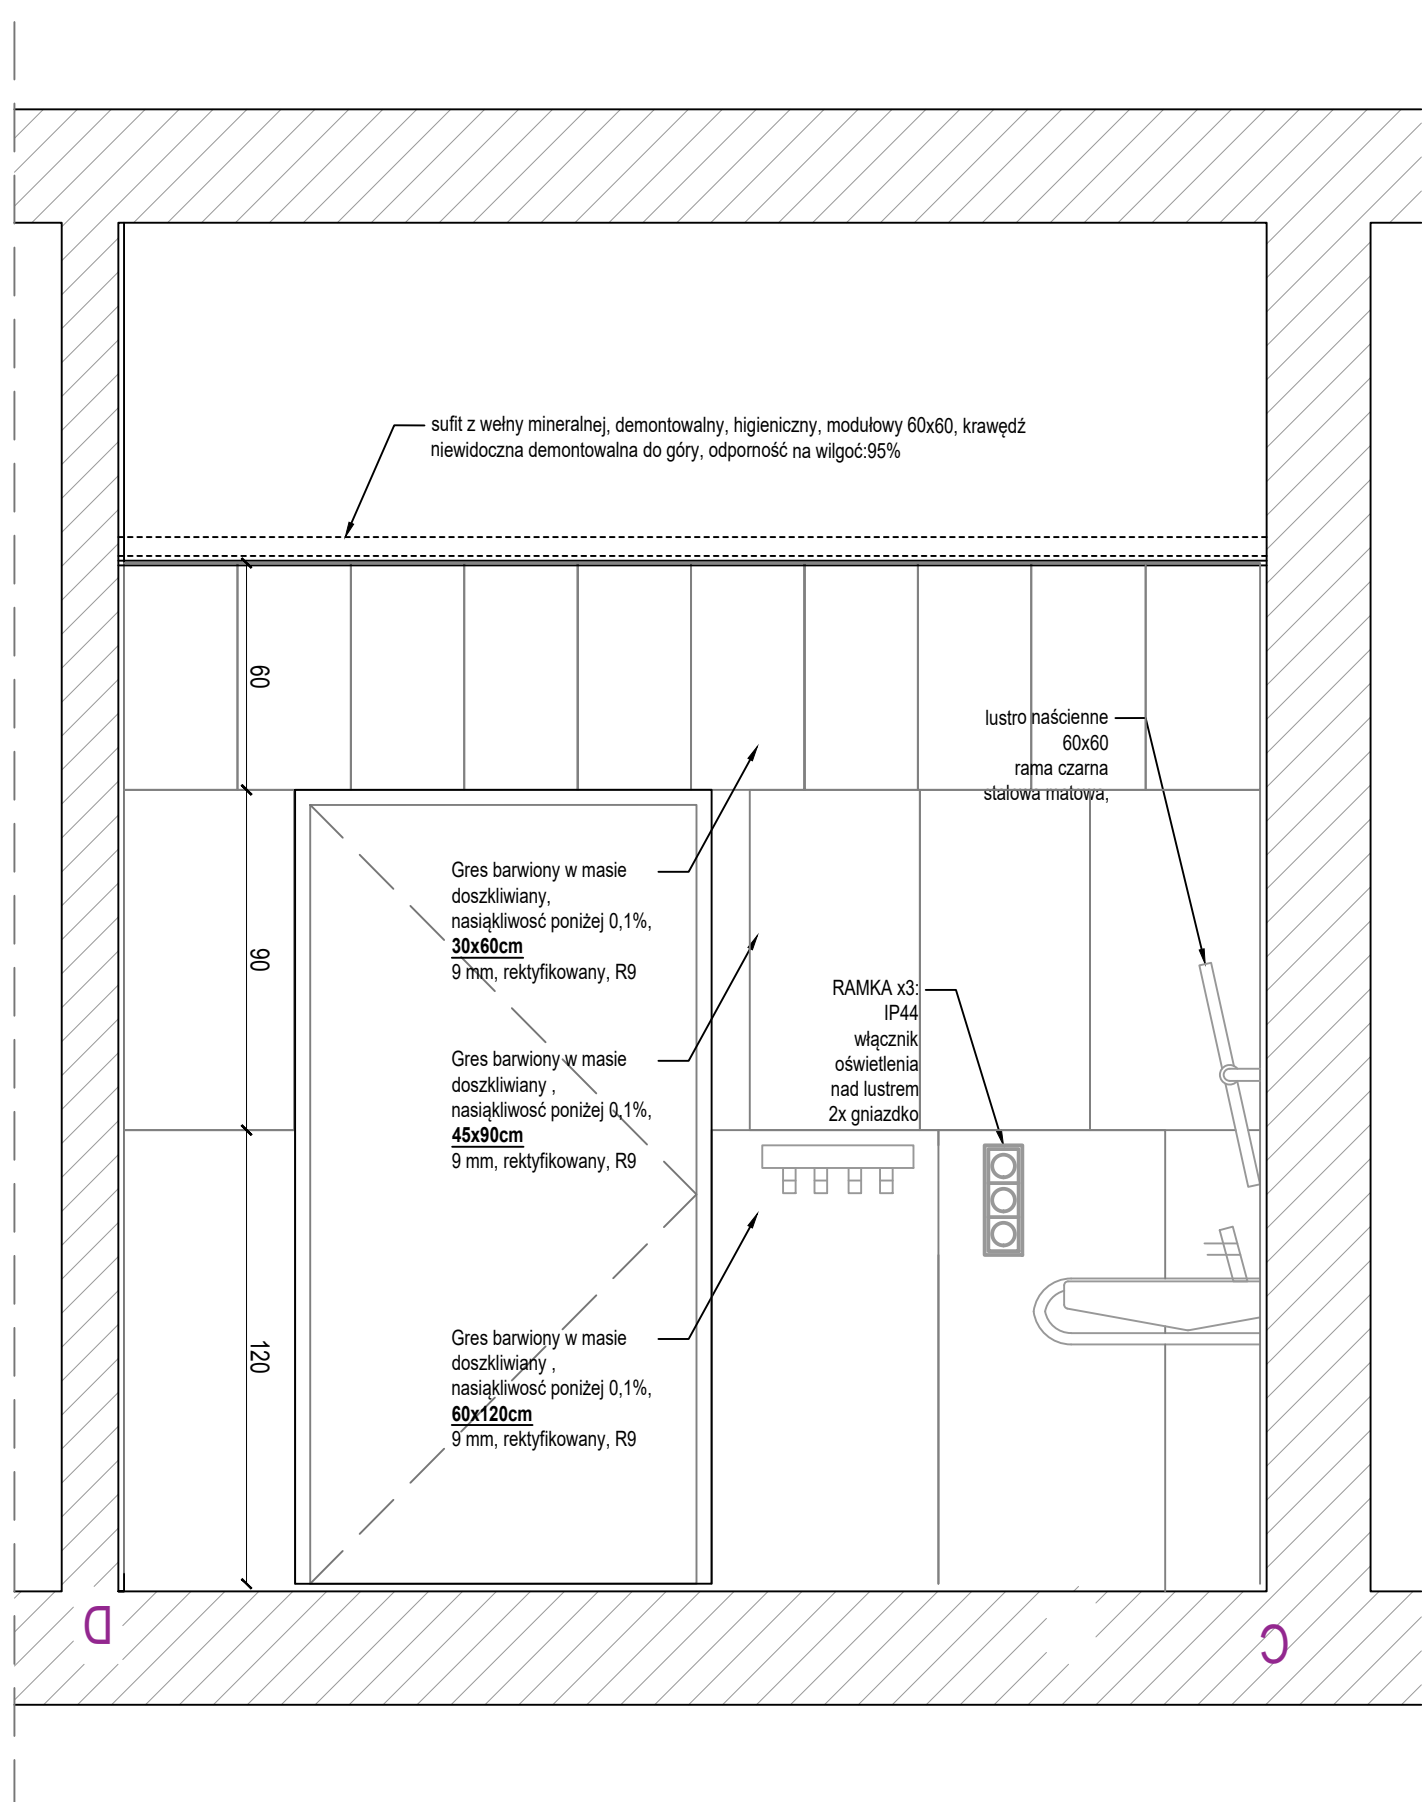 sufit z wełny mineralnej, demontowalny, higieniczny, modułowy 60x60, krawędź
niewidoczna demontowalna do góry, odporność na wilgoć:95%
60
lustro naścienne
60x60
rama czarna
stalowa matowa,
Gres barwiony w masie
doszkliwiany,
nasiąkliwosć poniżej 0,1%,
30x60cm
9 mm, rektyfikowany, R9
90
RAMKA x3:
IP44
włącznik
oświetlenia
nad lustrem
2x gniazdko
Gres barwiony w masie
doszkliwiany ,
nasiąkliwosć poniżej 0,1%,
45x90cm
9 mm, rektyfikowany, R9
120
Gres barwiony w masie
doszkliwiany ,
nasiąkliwosć poniżej 0,1%,
60x120cm
9 mm, rektyfikowany, R9
D
C